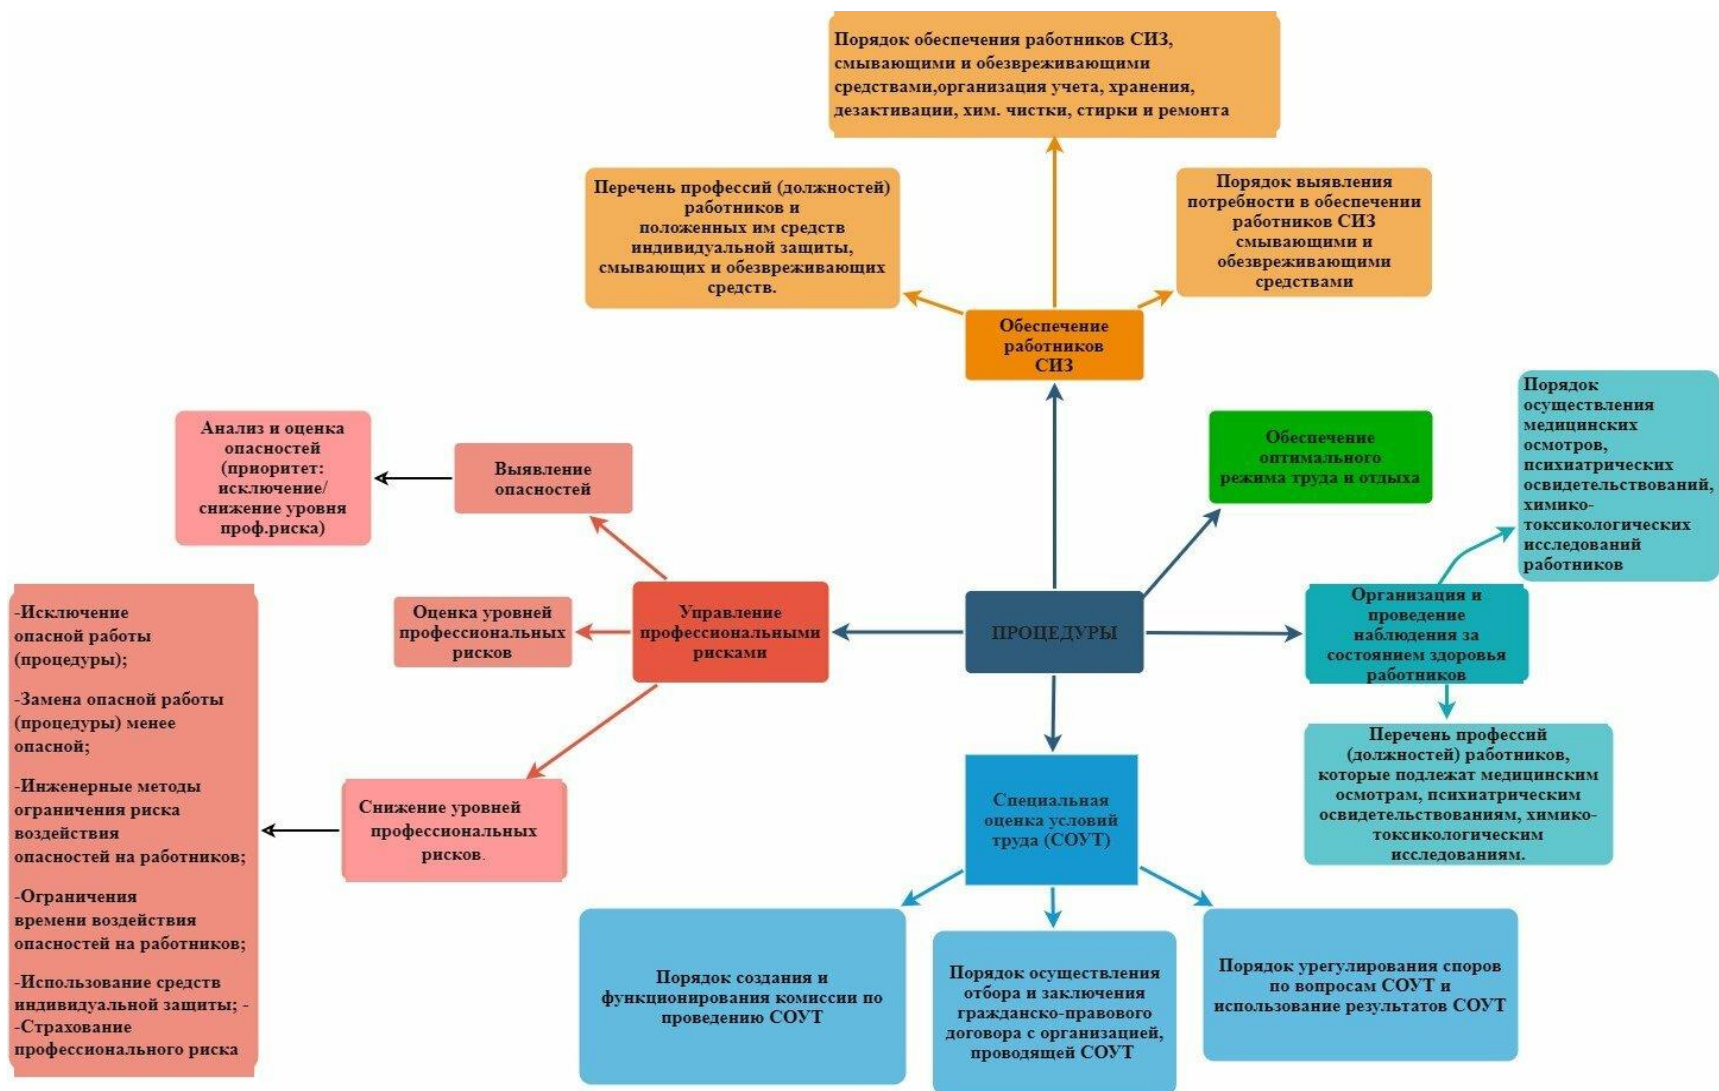 Порядок обеспечения работников СИЗ,
смывающими и обезвреживающими
средствами,организация учета, хранения,
дезактивации, хим. чистки, стирки и ремонта
Перечень профессий (должностей)
работников и
положенных им средств
индивидуальной защиты,
смывающих и обезвреживающих
средств.
Порядок выявления
потребности в обеспечении
работников СИЗ
смывающими и
обезвреживающими
средствами
Обеспечение
работников
СИЗ
Порядок
осуществления
медицинских
осмотров,
психиатрических
освидетельствований,
химико-
токсикологических
исследований
работников
Анализ и оценка
опасностей
(приоритет:
исключение/
снижение уровня
проф.риска)
Выявление
опасностей
Обеспечение
оптимального
режима труда и отдыха
-Исключение
опасной работы
(процедуры);
-Замена опасной работы
(процедуры) менее
опасной;
-Инженерные методы
ограничения риска
воздействия
опасностей на работников;
-Ограничения
времени воздействия
опасностей на работников;
-Использование средств
индивидуальной защиты; -
-Страхование
профессионального риска
Оценка уровней
профессиональных
рисков
Управление
профессиональными
рисками
ПРОЦЕДУРЫ
Организация и
проведение
наблюдения за
состоянием здоровья
работников
Перечень профессий
(должностей) работников,
которые подлежат медицинским
осмотрам, психиатрическим
освидетельствованиям, химико-
токсикологическим
исследованиям.
Снижение уровней
профессиональных
рисков.
Специальная
оценка условий
труда (СОУТ)
Порядок создания и
функционирования комиссии по
проведению СОУТ
Порядок осуществления
отбора и заключения
гражданско-правового
договора с организацией,
проводящей СОУТ
Порядок урегулирования споров
по вопросам СОУТ и
использование результатов СОУТ